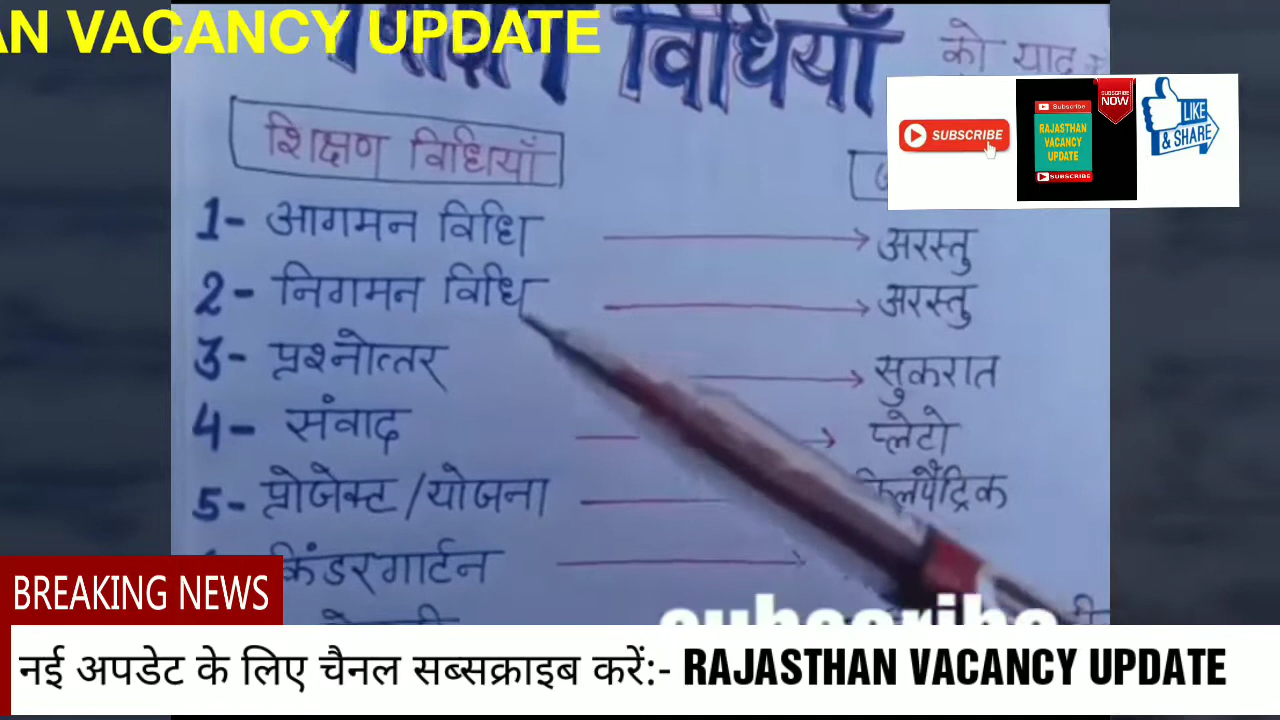 AN VACANCY UPDATE
विधियाँ
को याद
शिक्षण विधियाँ
1- आगमन विधि → अरस्तु
2- निगमन विधि → अरस्तु
3- प्रश्नोत्तर → सुकरात
4- संवाद → प्लेटो
5- प्रोजेक्ट / योजना किलपैट्रिक
किंडरगार्टन
SUBSCRIBE
Subscribe
SUBSCRIBE NOW
RAJASTHAN
VACANCY
UPDATE
SUBSCRIBE
LIKE
& SHARE
subscribe
BREAKING NEWS
नई अपडेट के लिए चैनल सब्सक्राइब करें:- RAJASTHAN VACANCY UPDATE